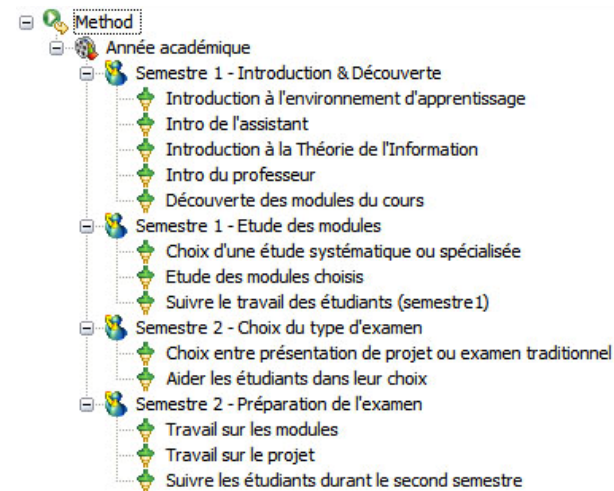 Method
Année académique
Semestre 1 - Introduction & Découverte
Introduction à l'environnement d'apprentissage
Intro de l'assistant
Introduction à la Théorie de l'Information
Intro du professeur
Découverte des modules du cours
Semestre 1 - Etude des modules
Choix d'une étude systématique ou spécialisée
Etude des modules choisis
Suivre le travail des étudiants (semestre1)
Semestre 2 - Choix du type d'examen
Choix entre présentation de projet ou examen traditionnel
Aider les étudiants dans leur choix
Semestre 2 - Préparation de l'examen
Travail sur les modules
Travail sur le projet
Suivre les étudiants durant le second semestre